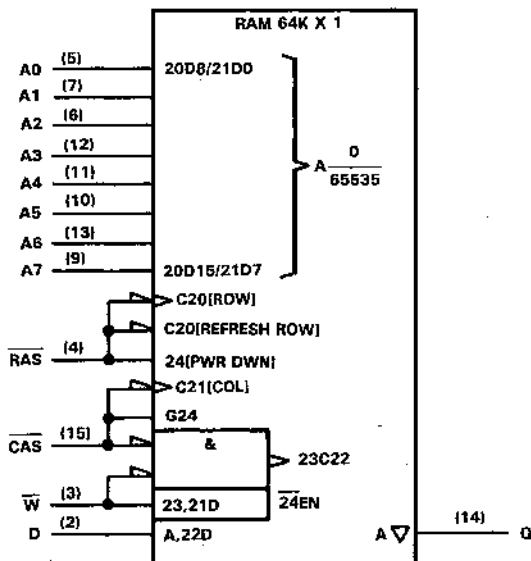 RAM 64K X 1
A0 (5) 20D8/21D0
A1 (7)
A2 (6)
A3 (12)
A 0
65535
A4 (11)
A5 (10)
A6 (13)
A7 (9) 20D15/21D7
C20[ROW]
C20[REFRESH ROW]
RAS (4) 24[PWR DWN]
C21[COL]
G24
CAS (15) &
23C22
W (3) 23,21D 24EN
D (2) A,22D A (14) Q